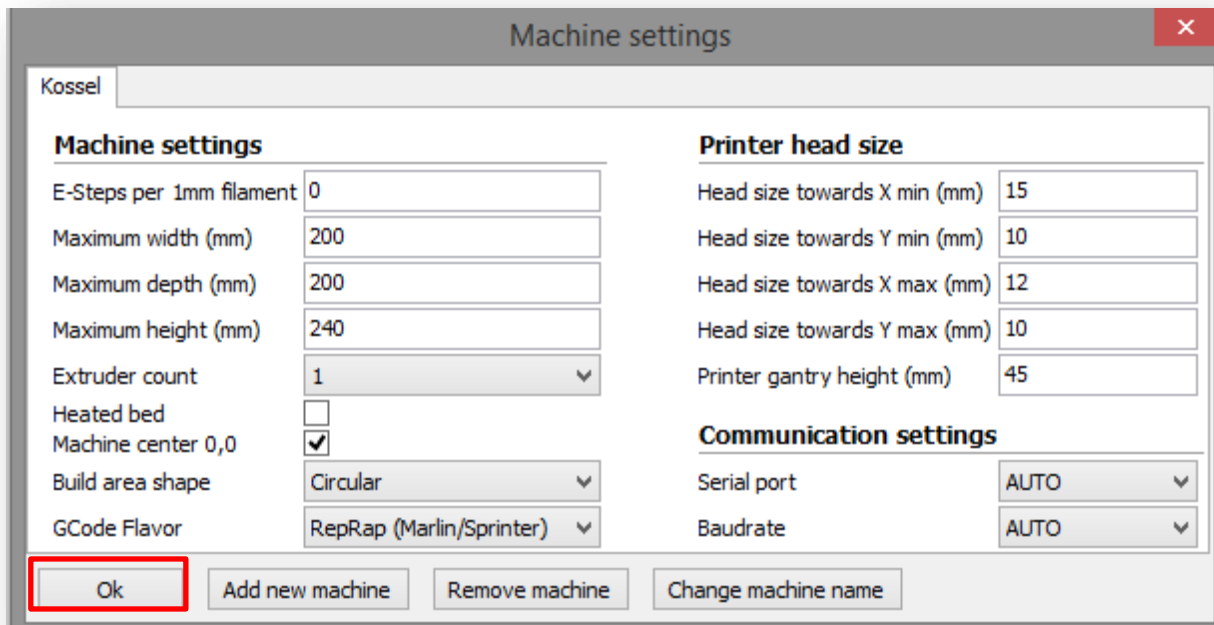 Machine settings
Kossel
Machine settings
E-Steps per 1mm filament 0
Maximum width (mm) 200
Maximum depth (mm) 200
Maximum height (mm) 240
Extruder count 1
Heated bed
Machine center 0,0
Build area shape Circular
GCode Flavor RepRap (Marlin/Sprinter)
Printer head size
Head size towards X min (mm) 15
Head size towards Y min (mm) 10
Head size towards X max (mm) 12
Head size towards Y max (mm) 10
Printer gantry height (mm) 45
Communication settings
Serial port AUTO
Baudrate AUTO
Ok Add new machine Remove machine Change machine name